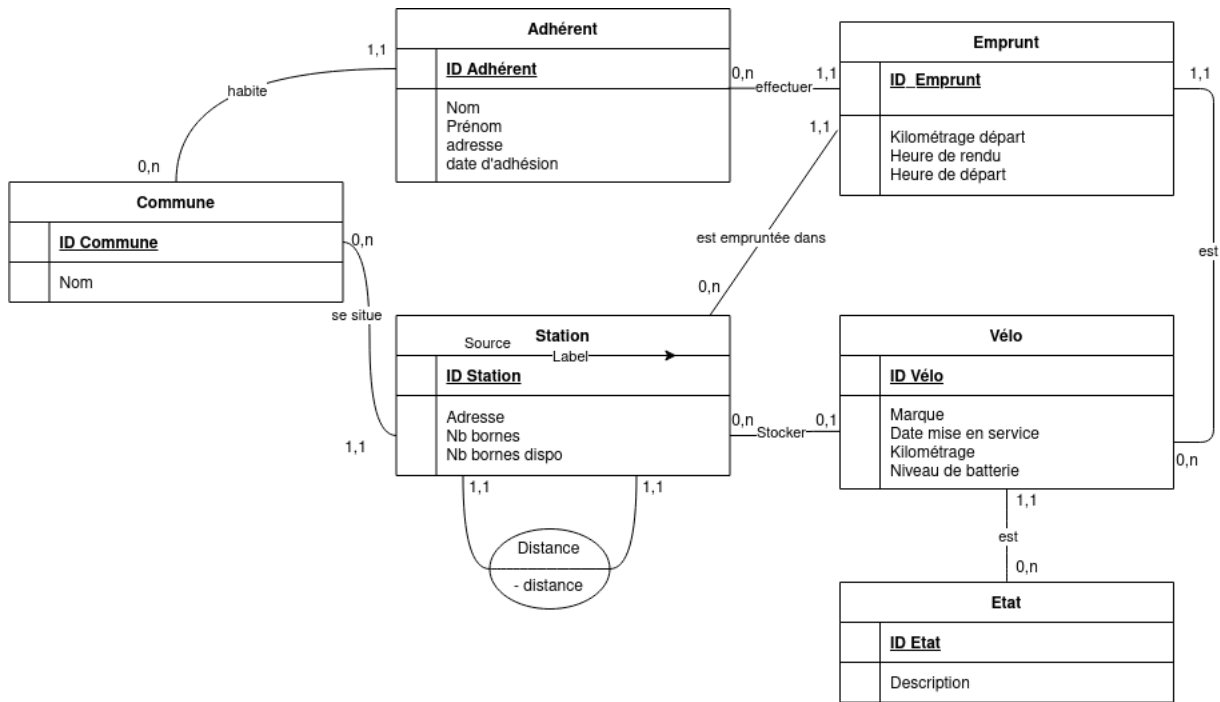 Adhérent
ID Adhérent
Nom
Prénom
adresse
date d'adhésion
1,1
habite
0,n
0,n
effectuer
1,1
Emprunt
ID_Emprunt
Kilométrage départ
Heure de rendu
Heure de départ
1,1
1,1
est empruntée dans
0,n
est
0,n
Commune
ID Commune
Nom
0,n
se situe
1,1
Station
Source
Label
ID Station
Adresse
Nb bornes
Nb bornes dispo
0,n
Stocker
0,1
Vélo
ID Vélo
Marque
Date mise en service
Kilométrage
Niveau de batterie
1,1
1,1
Distance
- distance
1,1
est
0,n
Etat
ID Etat
Description